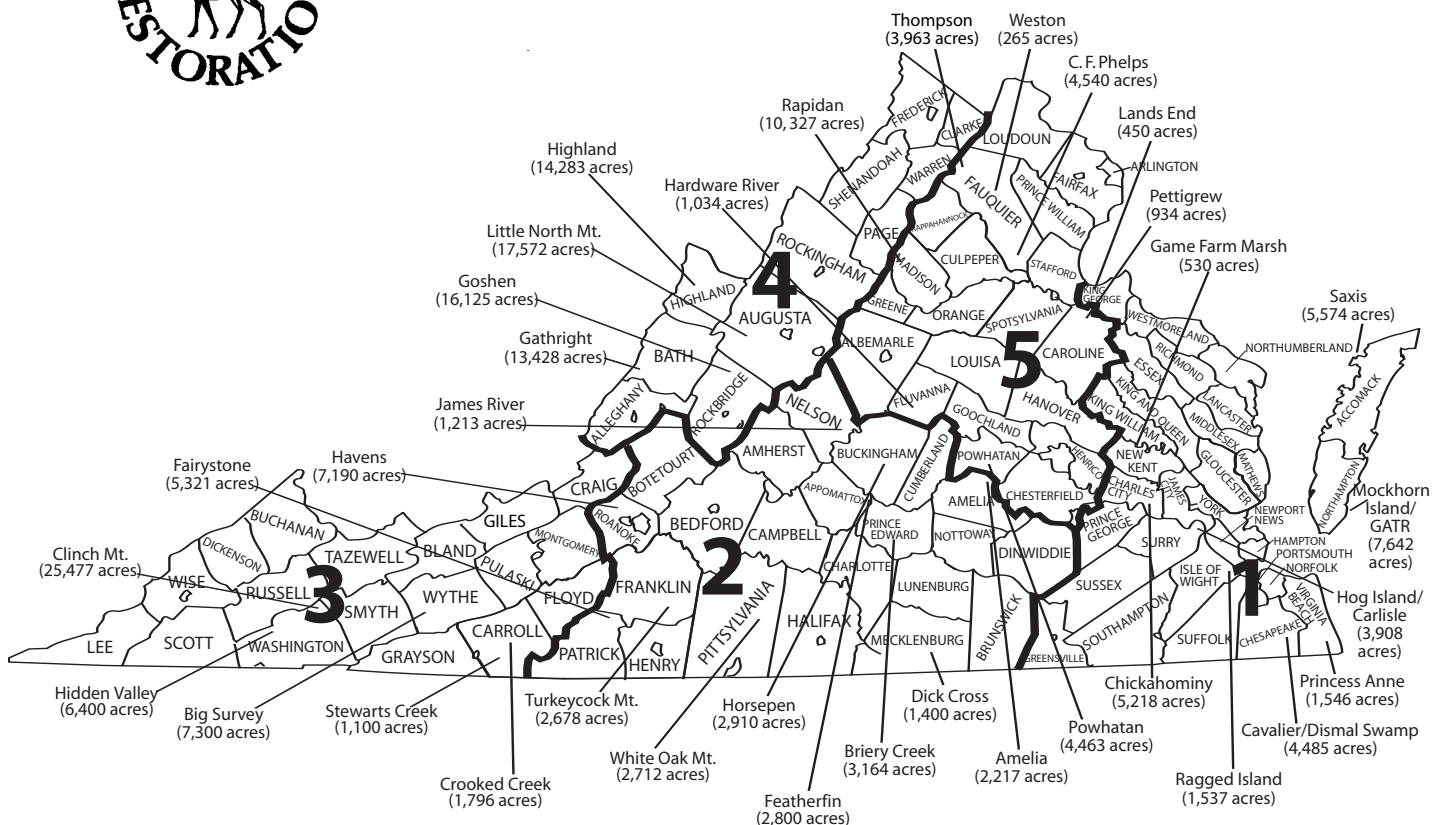 ESTORATIO
Thompson
(3,963 acres)
Weston
(265 acres)
C. F. Phelps
(4,540 acres)
Rapidan
(10,327 acres)
Lands End
(450 acres)
Highland
(14,283 acres)
Hardware River
(1,034 acres)
Pettigrew
(934 acres)
Little North Mt.
(17,572 acres)
Game Farm Marsh
(530 acres)
Goshen
(16,125 acres)
Saxis
(5,574 acres)
Gathright
(13,428 acres)
James River
(1,213 acres)
Havens
(7,190 acres)
Fairystone
(5,321 acres)
Clinch Mt.
(25,477 acres)
Mockhorn
Island/
GATR
(7,642
acres)
Hog Island/
Carlisle
(3,908
acres)
Hidden Valley
(6,400 acres)
Big Survey
(7,300 acres)
Stewarts Creek
(1,100 acres)
Crooked Creek
(1,796 acres)
Turkeycock Mt.
(2,678 acres)
White Oak Mt.
(2,712 acres)
Horsepen
(2,910 acres)
Featherfin
(2,800 acres)
Briery Creek
(3,164 acres)
Dick Cross
(1,400 acres)
Amelia
(2,217 acres)
Powhatan
(4,463 acres)
Chickahominy
(5,218 acres)
Ragged Island
(1,537 acres)
Cavalier/Dismal Swamp
(4,485 acres)
Princess Anne
(1,546 acres)
FREDERICK
CLARKE
LOUDOUN
SHENANDOAH
WARREN
FAUQUIER
PRINCE WILLIAM
FAIRFAX
ARLINGTON
PAGE
RAPPAHANNOCK
ROCKINGHAM
MADISON
CULPEPER
STAFFORD
KING
GEORGE
HIGHLAND
4
AUGUSTA
GREENE
ORANGE
SPOTSYLVANIA
WESTMORELAND
NORTHUMBERLAND
RICHMOND
BATH
ALBEMARLE
LOUISA
5
CAROLINE
ESSEX
LANCASTER
ACCOMACK
ALLEGHANY
ROCKBRIDGE
NELSON
FLUVANNA
GOOCHLAND
HANOVER
KING WILLIAM
KING AND QUEEN
MIDDLESEX
MATHEWS
GLOUCESTER
NORTHAMPTON
CRAIG
BOTETOURT
AMHERST
BUCKINGHAM
CUMBERLAND
POWHATAN
HENRICO
NEW
KENT
CHARLES
CITY
JAMES
CITY
YORK
NEWPORT
NEWS
HAMPTON
PORTSMOUTH
NORFOLK
GILES
ROANOKE
MONTGOMERY
BEDFORD
APPOMATTOX
CAMPBELL
PRINCE
EDWARD
AMELIA
NOTTOWAY
CHESTERFIELD
DINWIDDIE
PRINCE
GEORGE
SURRY
ISLE OF
WIGHT
1
VIRGINIA
BEACH
BUCHANAN
DICKENSON
WISE
TAZEWELL
BLAND
PULASKI
RUSSELL
3
SMYTH
WYTHE
FLOYD
FRANKLIN
2
PITTSYLVANIA
HALIFAX
CHARLOTTE
LUNENBURG
BRUNSWICK
SUSSEX
SOUTHAMPTON
SUFFOLK
CHESAPEAKE
LEE
SCOTT
WASHINGTON
GRAYSON
CARROLL
PATRICK
HENRY
MECKLENBURG
GREENSVILLE